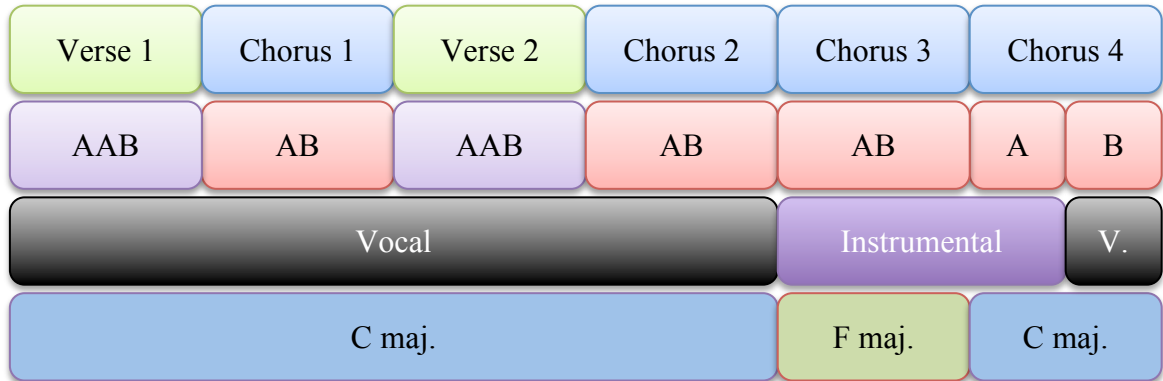 Verse 1 Chorus 1 Verse 2 Chorus 2 Chorus 3 Chorus 4
AAB AB AAB AB AB A B
Vocal Instrumental V.
C maj. F maj. C maj.